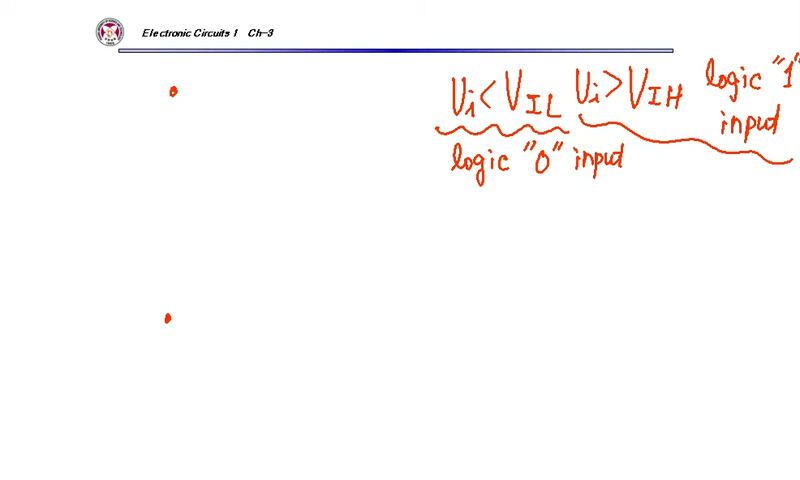 Electronic Circuits 1 Ch-3
Vi < VIL Vi > VIH logic "1"
input
logic "0" input